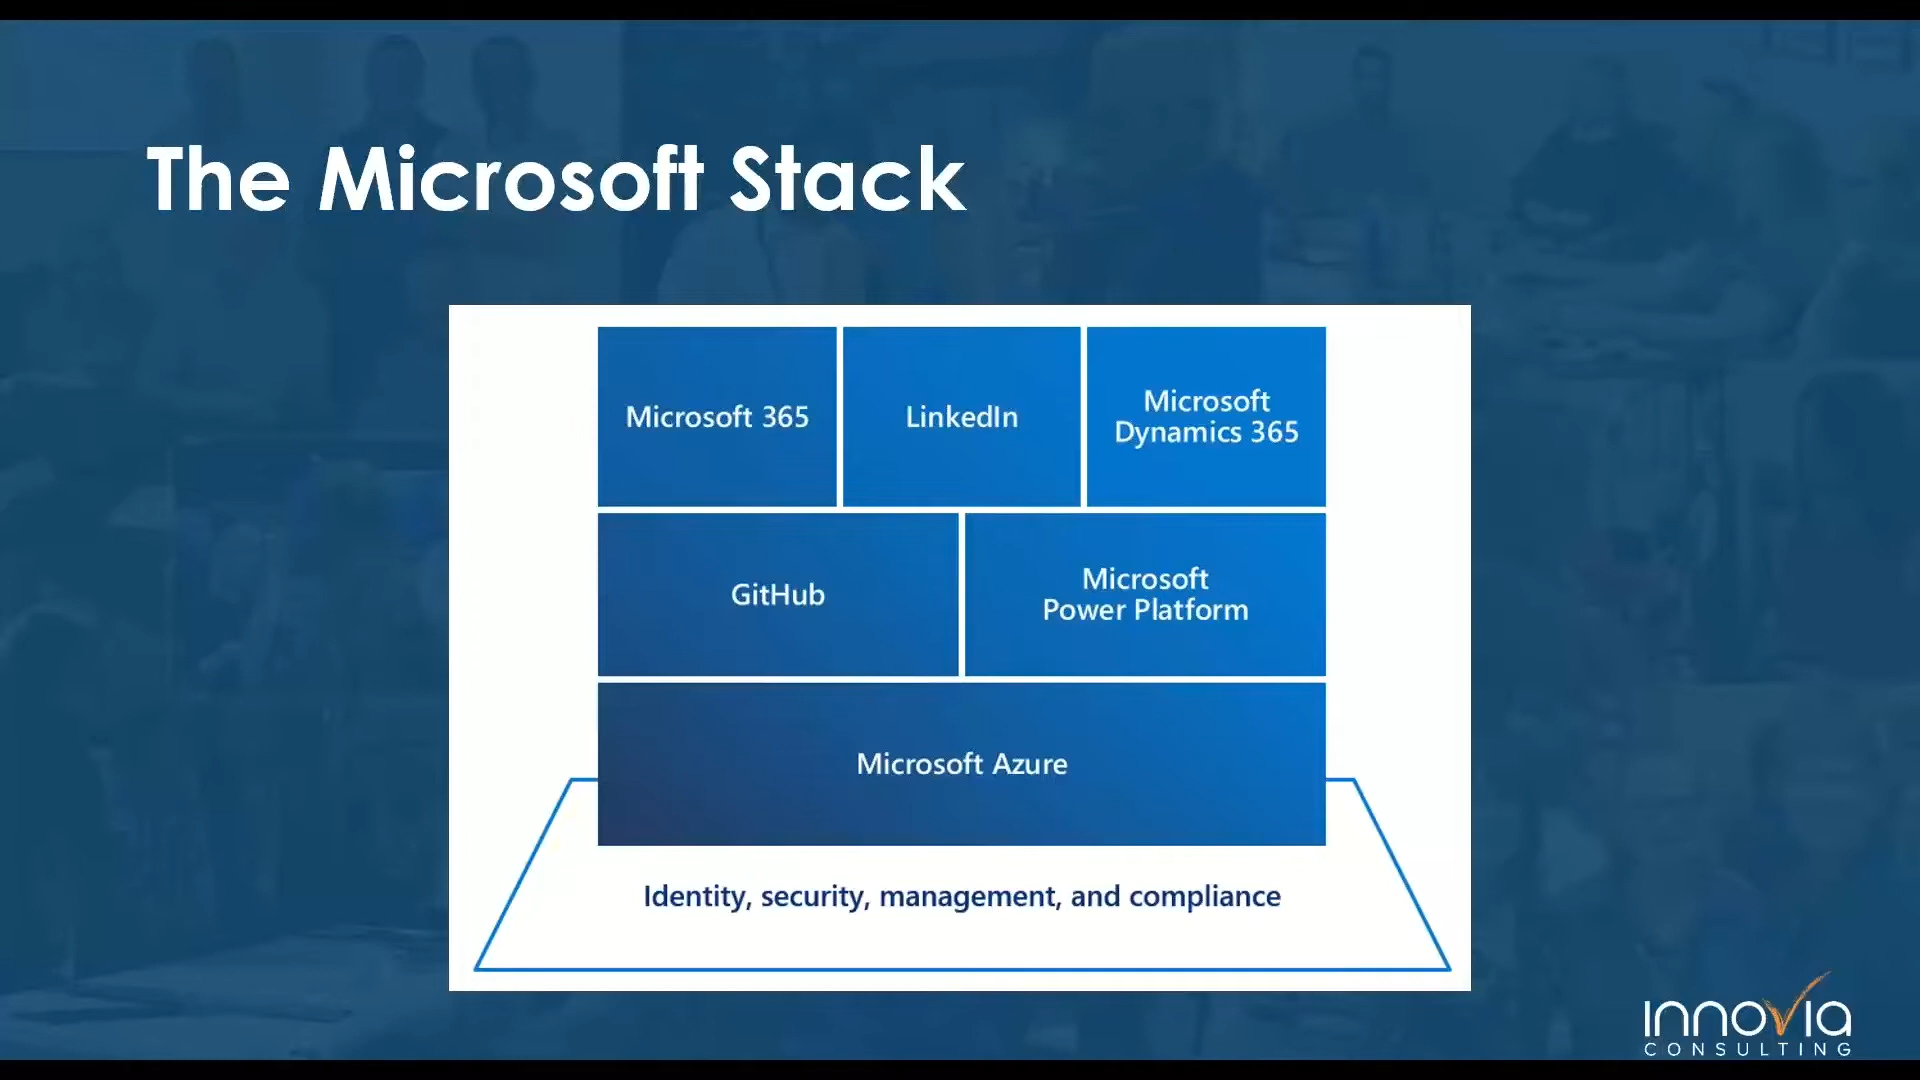 The Microsoft Stack
Microsoft 365
LinkedIn
Microsoft
Dynamics 365
GitHub
Microsoft
Power Platform
Microsoft Azure
Identity, security, management, and compliance
innovia
CONSULTING